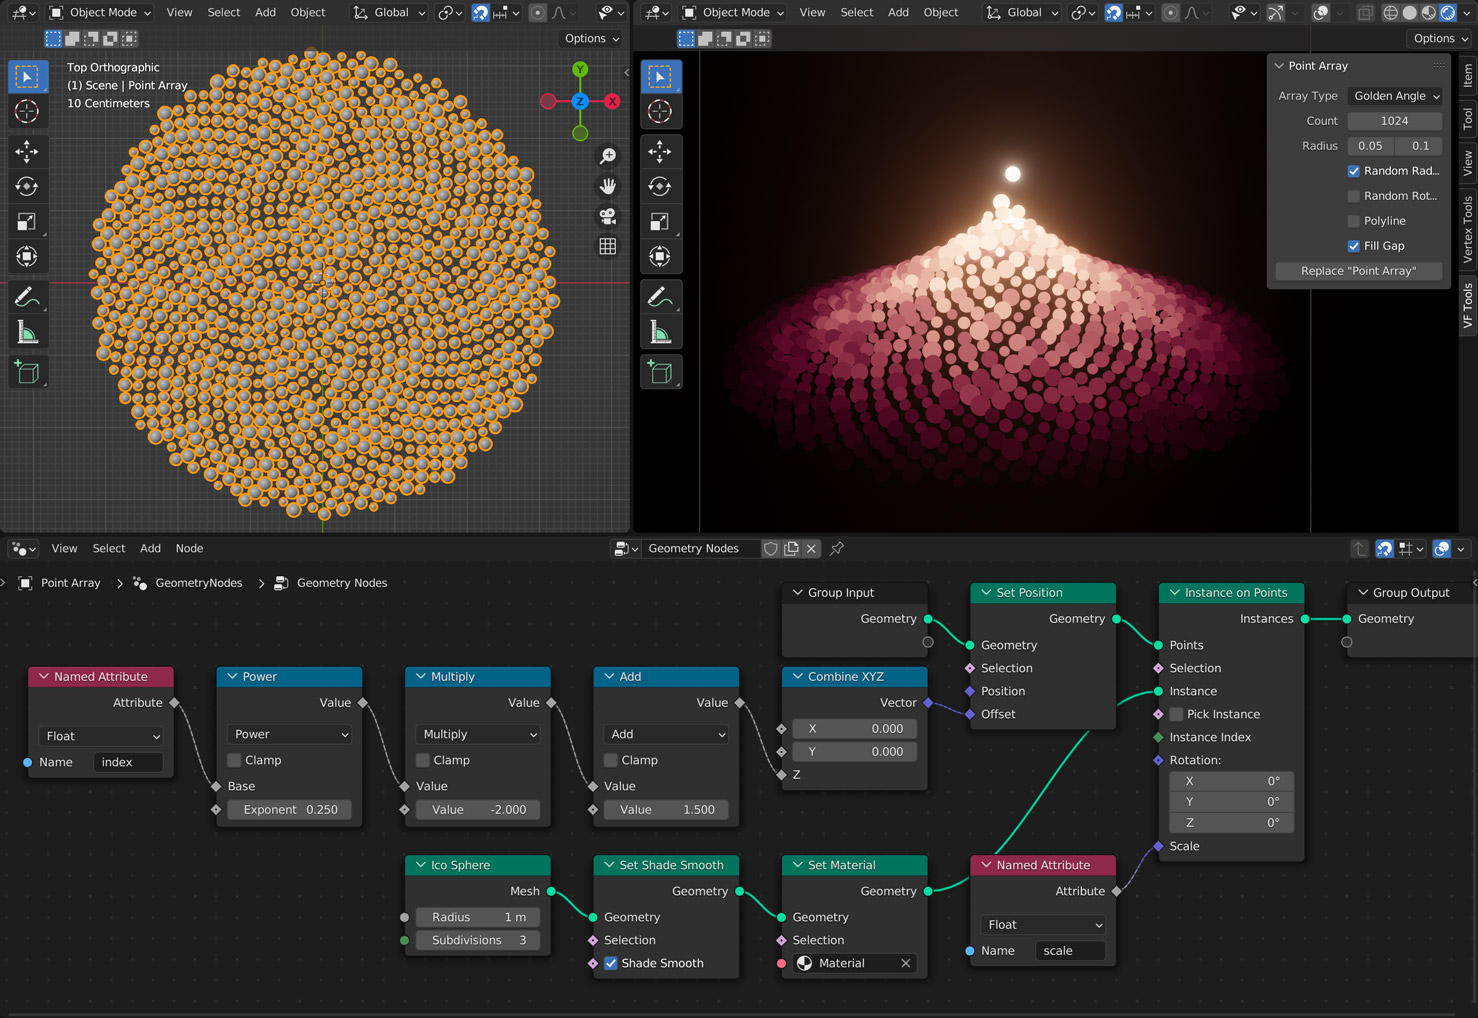 Object Mode View Select Add Object Global
Options
Top Orthographic
(1) Scene | Point Array
10 Centimeters
Y
Z
X
Object Mode View Select Add Object Global
Options
Point Array
Array Type Golden Angle
Count 1024
Radius 0.05 0.1
Random Rad...
Random Rot...
Polyline
Fill Gap
Replace "Point Array"
Item
Tool
View
Vertex Tools
VF Tools
View Select Add Node
Geometry Nodes
Point Array > GeometryNodes > Geometry Nodes
Named Attribute
Attribute
Float
Name index
Power
Value
Power
Clamp
Base
Exponent 0.250
Multiply
Value
Multiply
Clamp
Value
Value -2.000
Add
Value
Add
Clamp
Value
Value 1.500
Group Input
Geometry
Combine XYZ
Vector
X 0.000
Y 0.000
Z
Set Position
Geometry
Geometry
Selection
Position
Offset
Instance on Points
Instances
Points
Selection
Instance
Pick Instance
Instance Index
Rotation:
X 0°
Y 0°
Z 0°
Scale
Group Output
Geometry
Ico Sphere
Mesh
Radius 1 m
Subdivisions 3
Set Shade Smooth
Geometry
Geometry
Selection
Shade Smooth
Set Material
Geometry
Geometry
Selection
Material
Named Attribute
Attribute
Float
Name scale